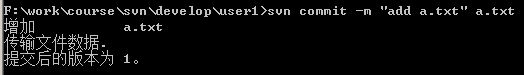 F:\work\course\svn\develop\user1>svn commit -m "add a.txt" a.txt
增加 a.txt
传输文件数据.
提交后的版本为 1。